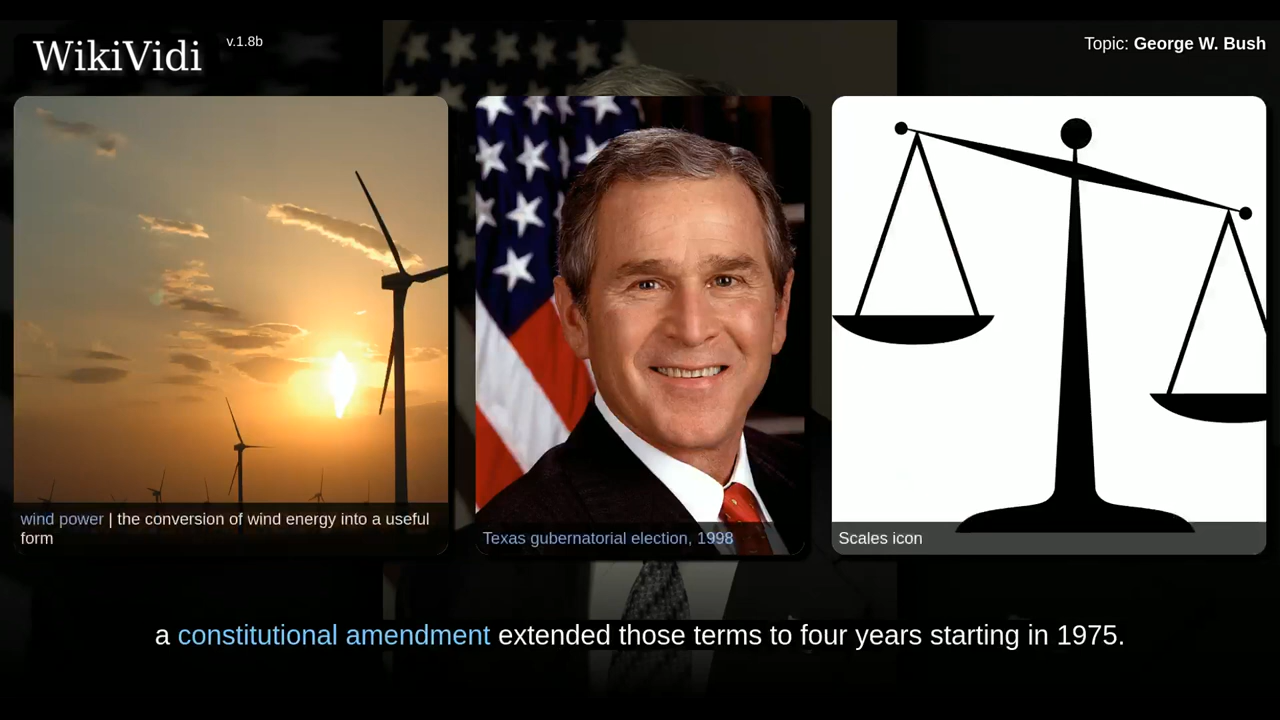 WikiVidi
v.1.8b
Topic: George W. Bush
wind power | the conversion of wind energy into a useful
form
Texas gubernatorial election, 1998
Scales icon
a constitutional amendment extended those terms to four years starting in 1975.